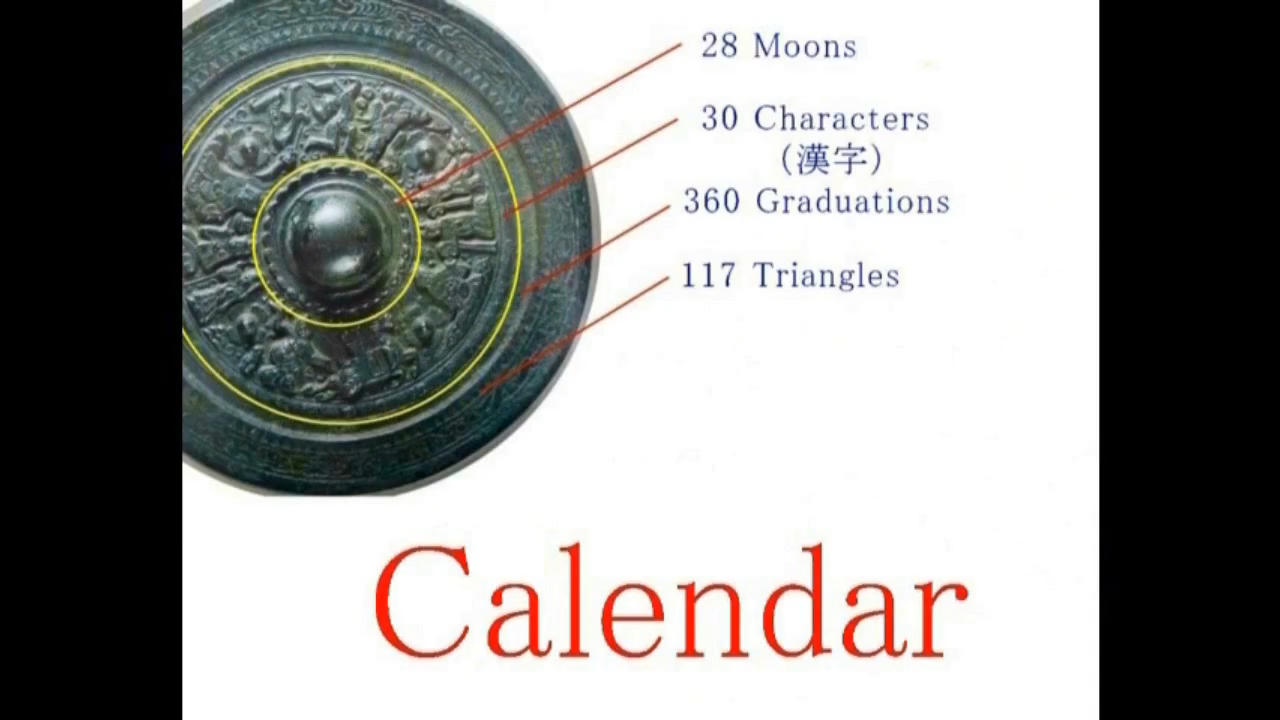 28 Moons
30 Characters
(漢字)
360 Graduations
117 Triangles
Calendar